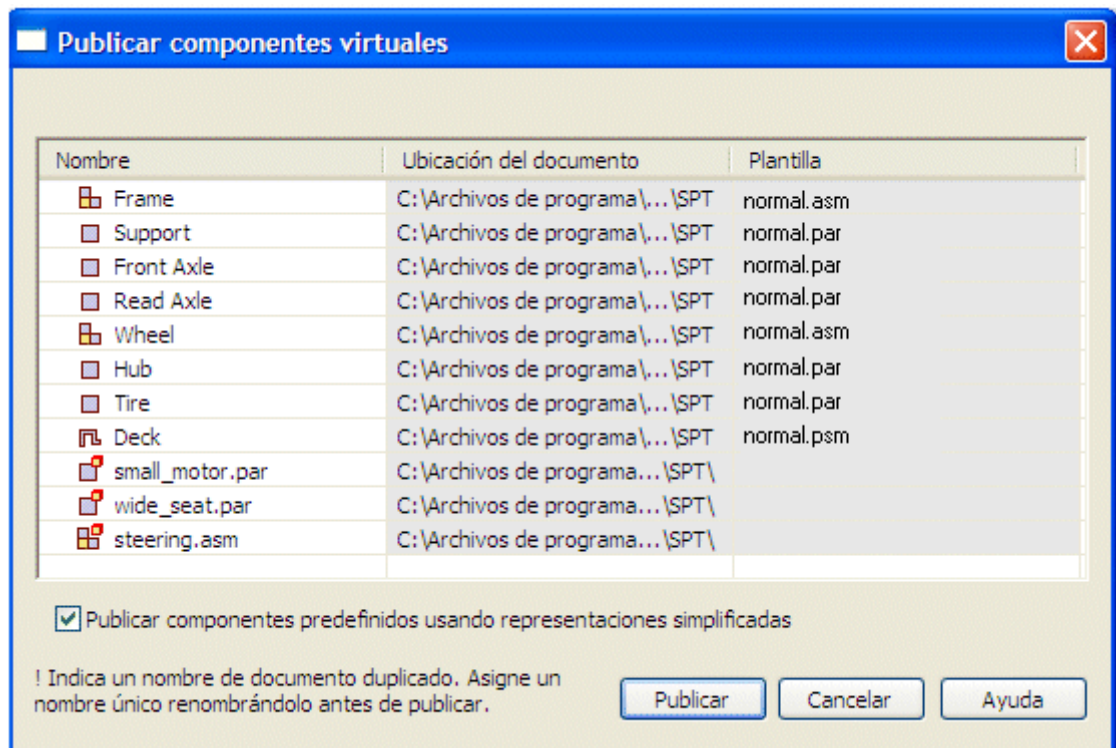 Publicar componentes virtuales
Nombre Ubicación del documento Plantilla
Frame C:\Archivos de programa\...\SPT normal.asm
Support C:\Archivos de programa\...\SPT normal.par
Front Axle C:\Archivos de programa\...\SPT normal.par
Read Axle C:\Archivos de programa\...\SPT normal.par
Wheel C:\Archivos de programa\...\SPT normal.asm
Hub C:\Archivos de programa\...\SPT normal.par
Tire C:\Archivos de programa\...\SPT normal.par
Deck C:\Archivos de programa\...\SPT normal.psm
small_motor.par C:\Archivos de programa...\SPT\
wide_seat.par C:\Archivos de programa...\SPT\
steering.asm C:\Archivos de programa...\SPT\
Publicar componentes predefinidos usando representaciones simplificadas
! Indica un nombre de documento duplicado. Asigne un
nombre único renombrándolo antes de publicar.
Publicar Cancelar Ayuda